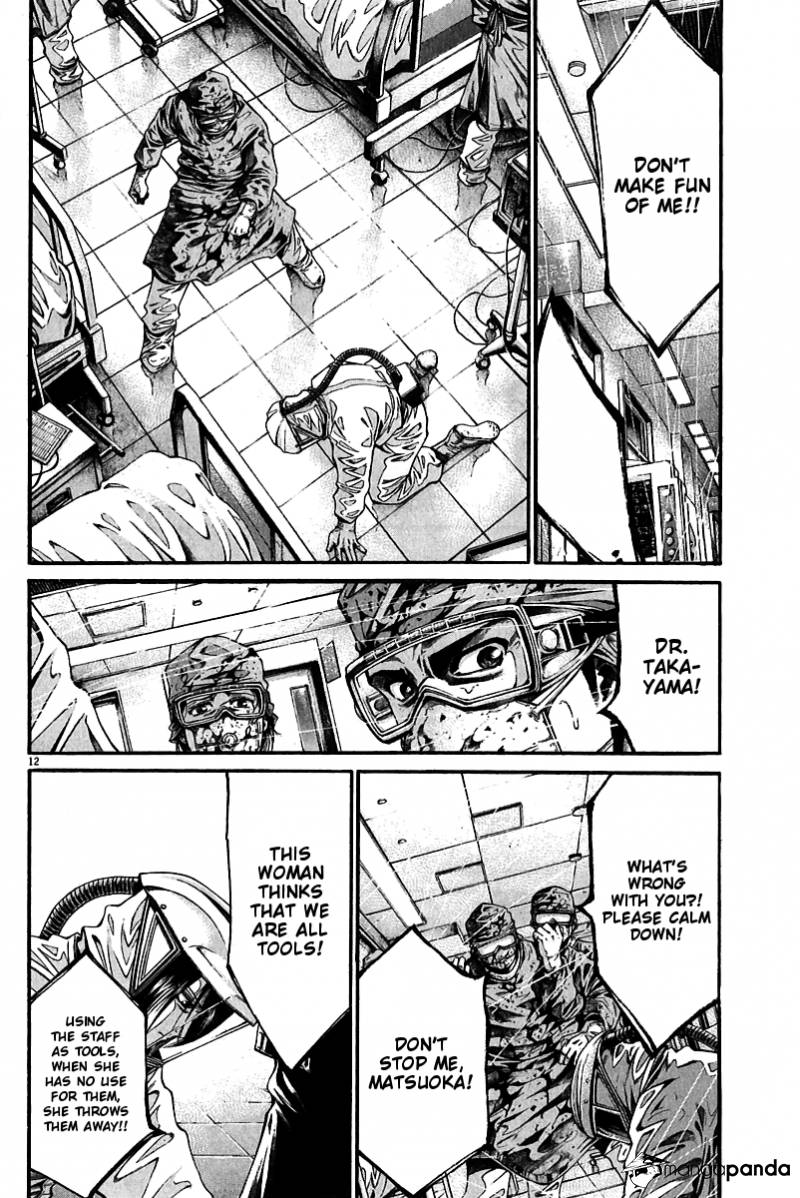 DON'T
MAKE FUN
OF ME!!
DR.
TAKA-
YAMA!
12
WHAT'S
WRONG
WITH YOU?!
PLEASE CALM
DOWN!
DON'T
STOP ME,
MATSUOKA!
THIS
WOMAN
THINKS
THAT WE
ARE ALL
TOOLS!
USING
THE STAFF
AS TOOLS,
WHEN SHE
HAS NO USE
FOR THEM,
SHE THROWS
THEM AWAY!!
mangapanda